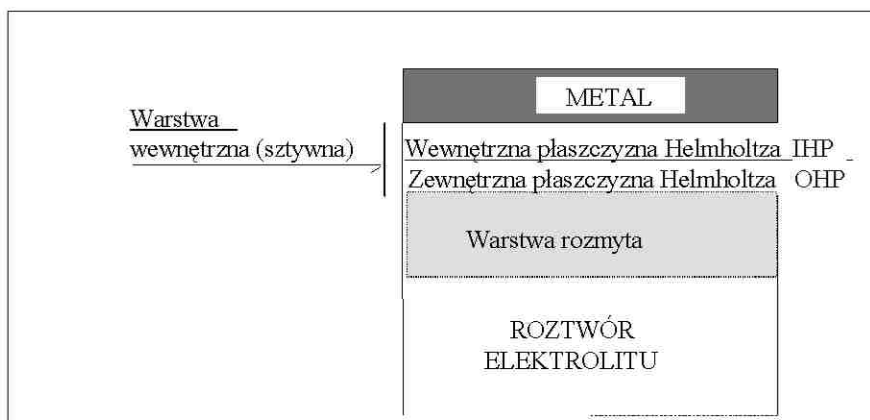 METAL
Warstwa
wewnętrzna (sztywna)
Wewnętrzna płaszczyzna Helmholtza IHP
Zewnętrzna płaszczyzna Helmholtza OHP
Warstwa rozmyta
ROZTWÓR
ELEKTROLITU